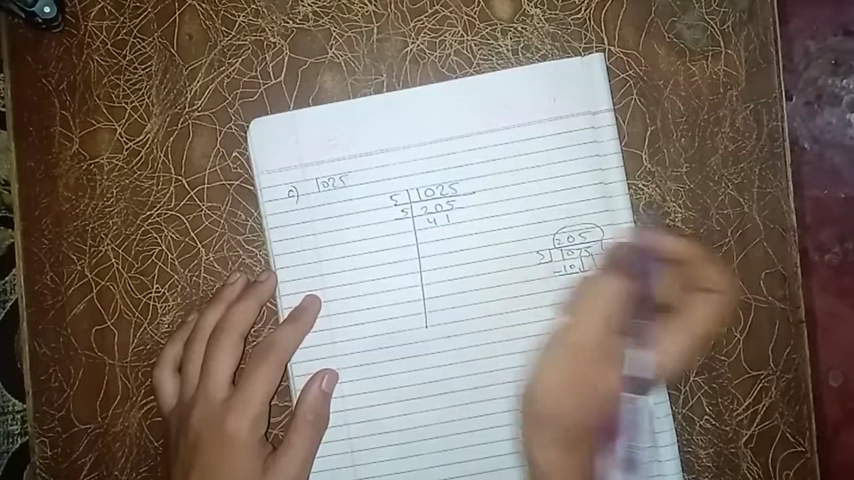 c) 1025
5 | 1025
5 | 205
41
205
5 | 1025
-10↓